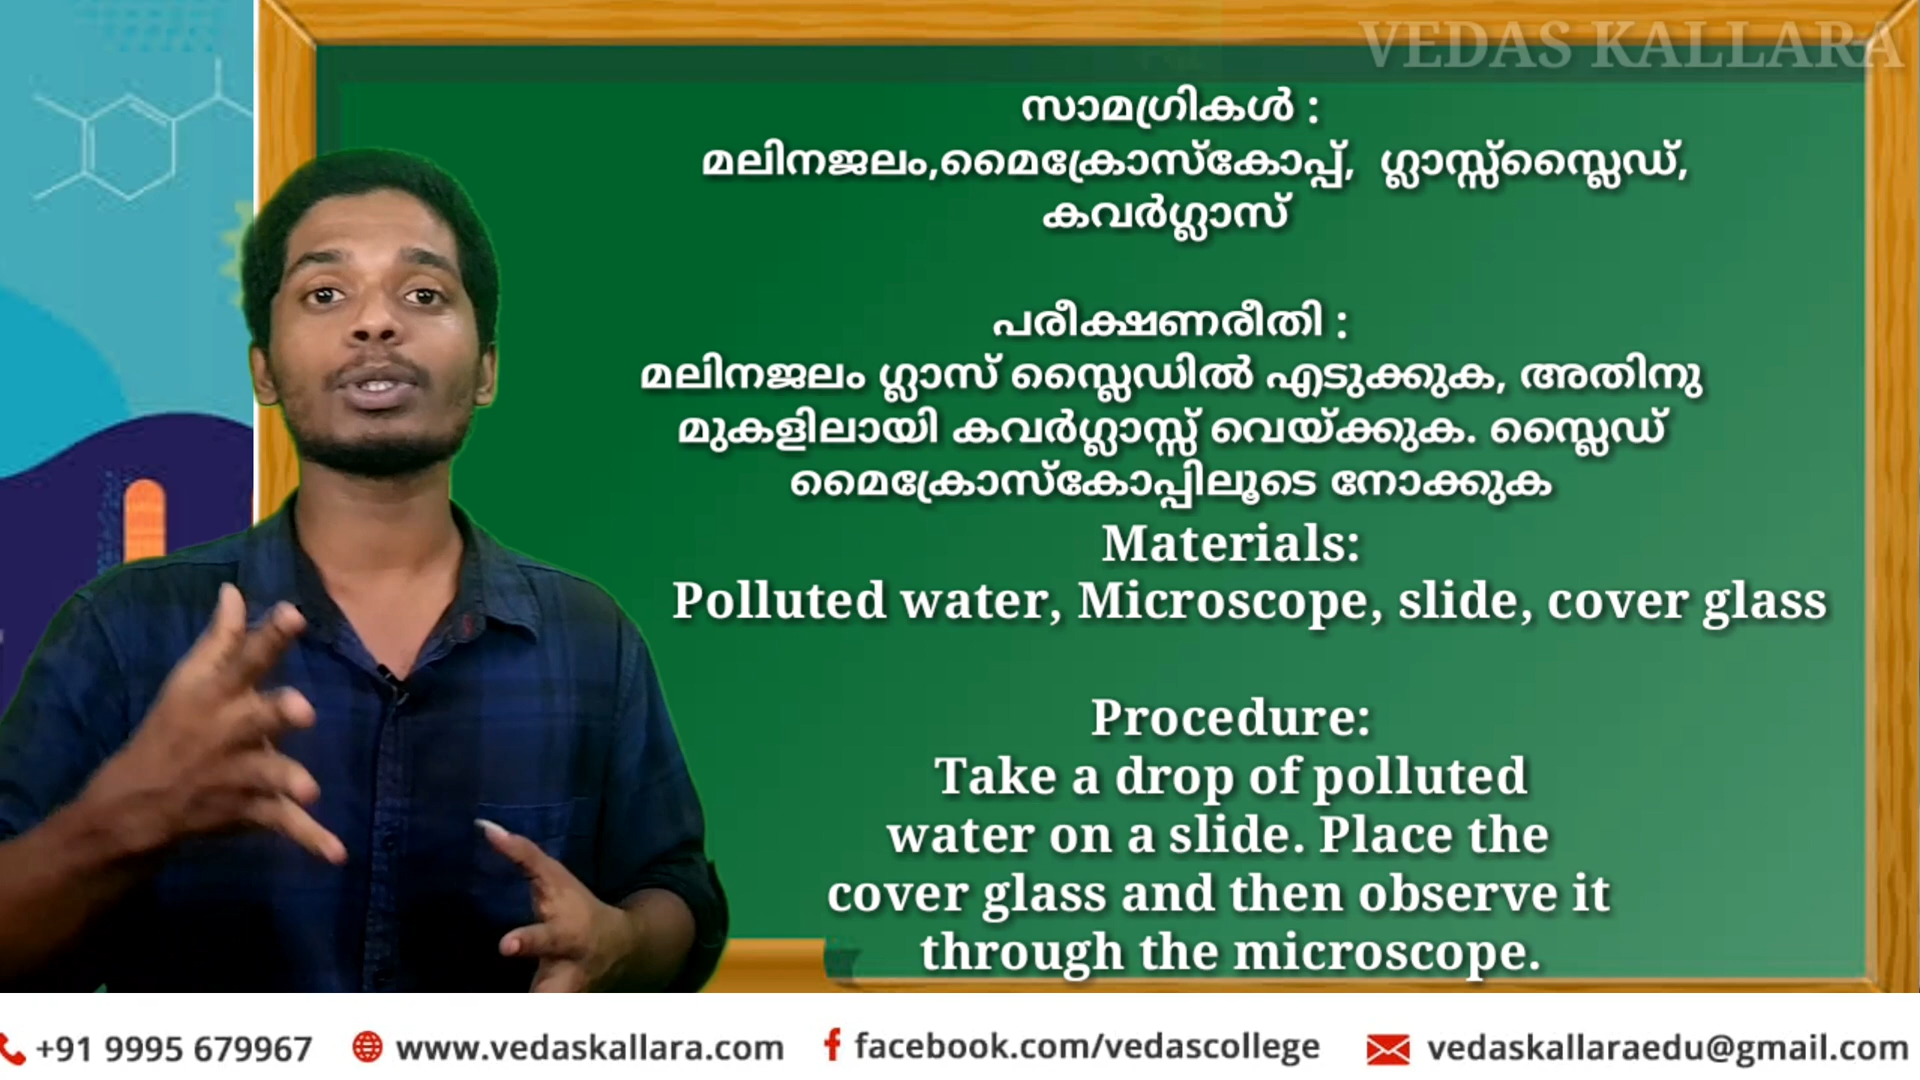 VEDAS KALLARA
സാമഗ്രികൾ :
മലിനജലം,മൈക്രോസ്കോപ്പ്, ഗ്ലാസ്സ്സ്ലൈഡ്,
കവർഗ്ലാസ്
പരീക്ഷണരീതി :
മലിനജലം ഗ്ലാസ് സ്ലൈഡിൽ എടുക്കുക, അതിനു
മുകളിലായി കവർഗ്ലാസ്സ് വെയ്ക്കുക. സ്ലൈഡ്
മൈക്രോസ്കോപ്പിലൂടെ നോക്കുക
Materials:
Polluted water, Microscope, slide, cover glass
Procedure:
Take a drop of polluted
water on a slide. Place the
cover glass and then observe it
through the microscope.
+91 9995 679967 www.vedaskallara.com facebook.com/vedascollege vedaskallaraedu@gmail.com